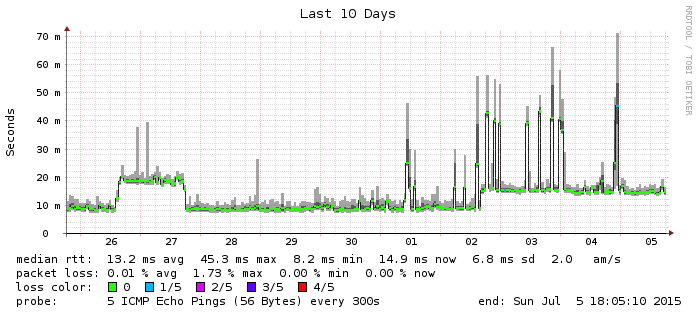 Last 10 Days
RRDTOOL / TOBI OETIKER
Seconds
70 m
60 m
50 m
40 m
30 m
20 m
10 m
0
26 27 28 29 30 01 02 03 04 05
median rtt: 13.2 ms avg 45.3 ms max 8.2 ms min 14.9 ms now 6.8 ms sd 2.0 am/s
packet loss: 0.01 % avg 1.73 % max 0.00 % min 0.00 % now
loss color: 0 1/5 2/5 3/5 4/5
probe: 5 ICMP Echo Pings (56 Bytes) every 300s end: Sun Jul 5 18:05:10 2015